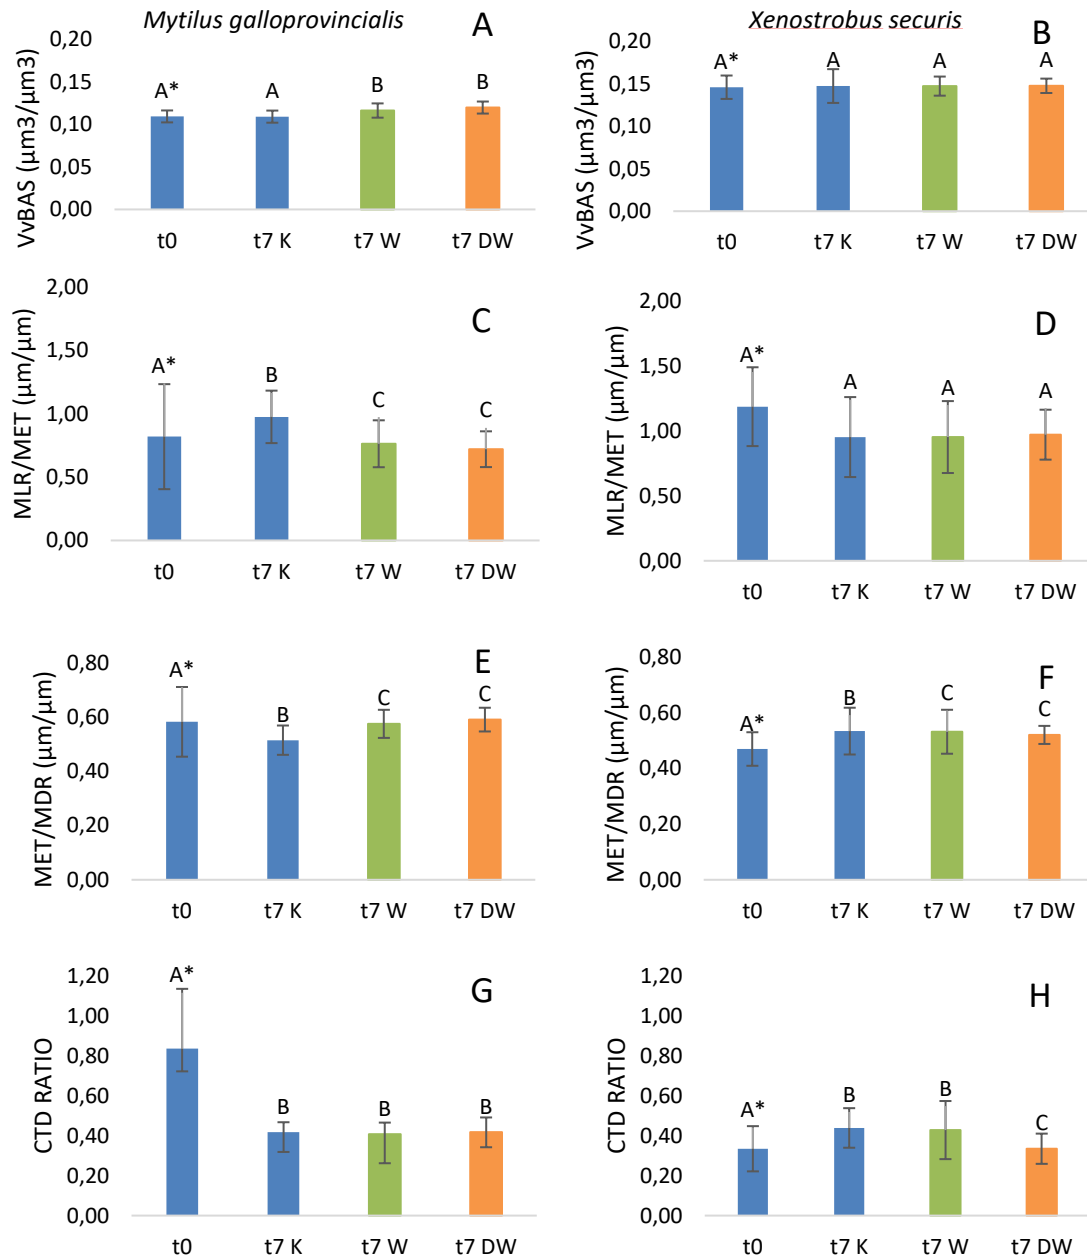 Mytilus galloprovincialis
A
VvBAS (µm3/µm3)
0,20
0,15
0,10
0,05
0,00
A*
A
B
B
t0
t7 K
t7 W
t7 DW
Xenostrobus securis
B
VvBAS (µm3/µm3)
0,20
0,15
0,10
0,05
0,00
A*
A
A
A
t0
t7 K
t7 W
t7 DW
C
MLR/MET (µm/µm)
2,00
1,50
1,00
0,50
0,00
A*
B
C
C
t0
t7 K
t7 W
t7 DW
D
MLR/MET (µm/µm)
2,00
1,50
1,00
0,50
0,00
A*
A
A
A
t0
t7 K
t7 W
t7 DW
E
MET/MDR (µm/µm)
0,80
0,60
0,40
0,20
0,00
A*
B
C
C
t0
t7 K
t7 W
t7 DW
F
MET/MDR (µm/µm)
0,80
0,60
0,40
0,20
0,00
A*
B
C
C
t0
t7 K
t7 W
t7 DW
G
CTD RATIO
1,20
1,00
0,80
0,60
0,40
0,20
0,00
A*
B
B
B
t0
t7 K
t7 W
t7 DW
H
CTD RATIO
1,20
1,00
0,80
0,60
0,40
0,20
0,00
A*
B
B
C
t0
t7 K
t7 W
t7 DW